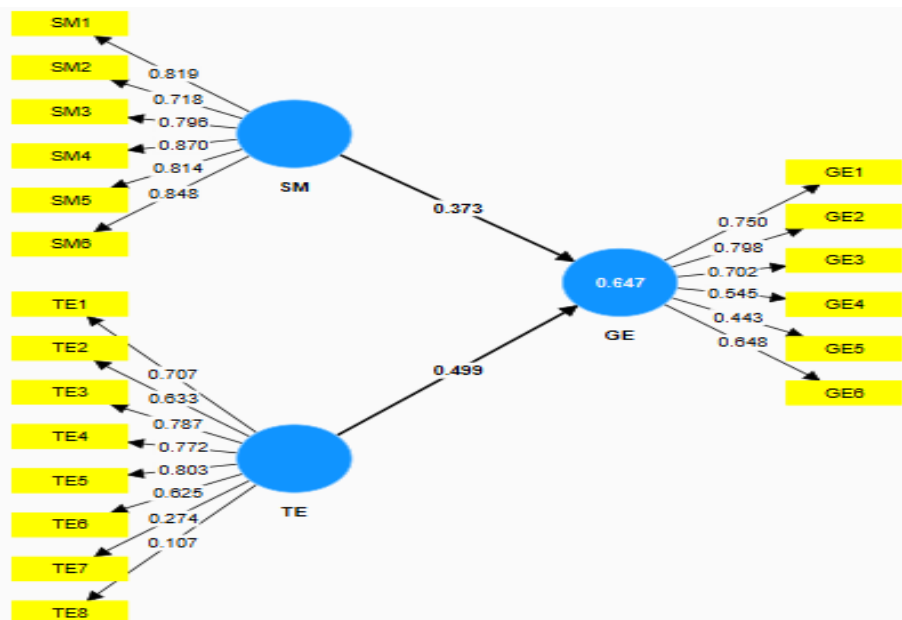 SM1
SM2
SM3
SM4
SM5
SM6
0.819
0.718
0.796
0.870
0.814
0.848
SM
0.373
TE1
TE2
TE3
TE4
TE5
TE6
TE7
TE8
0.707
0.633
0.787
0.772
0.803
0.625
0.274
0.107
TE
0.499
0.647
GE
0.750
0.798
0.702
0.545
0.443
0.648
GE1
GE2
GE3
GE4
GE5
GE6